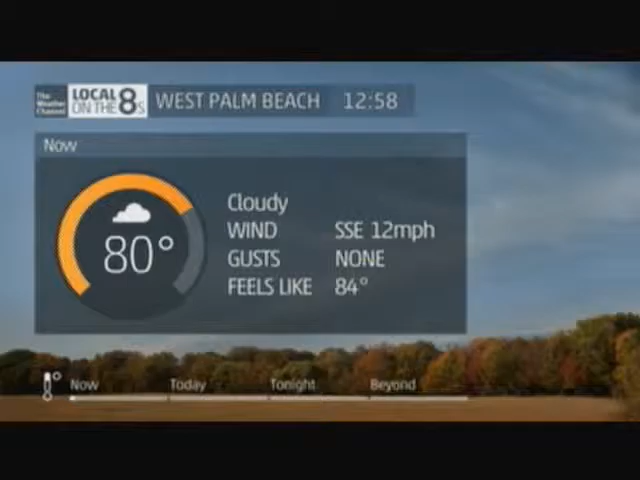 The Weather Channel
LOCAL ON THE 8s
WEST PALM BEACH 12:58
Now
80°
Cloudy
WIND SSE 12mph
GUSTS NONE
FEELS LIKE 84°
Now Today Tonight Beyond